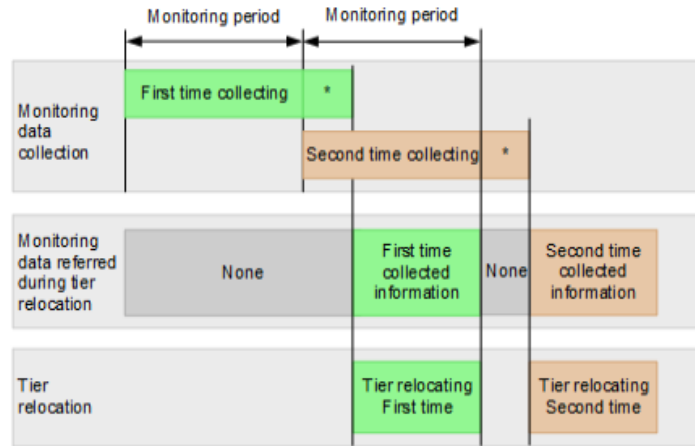 Monitoring period
Monitoring period
Monitoring
data
collection
First time collecting
*
Second time collecting
*
Monitoring
data referred
during tier
relocation
None
First time
collected
information
None
Second time
collected
information
Tier
relocation
Tier relocating
First time
Tier relocating
Second time